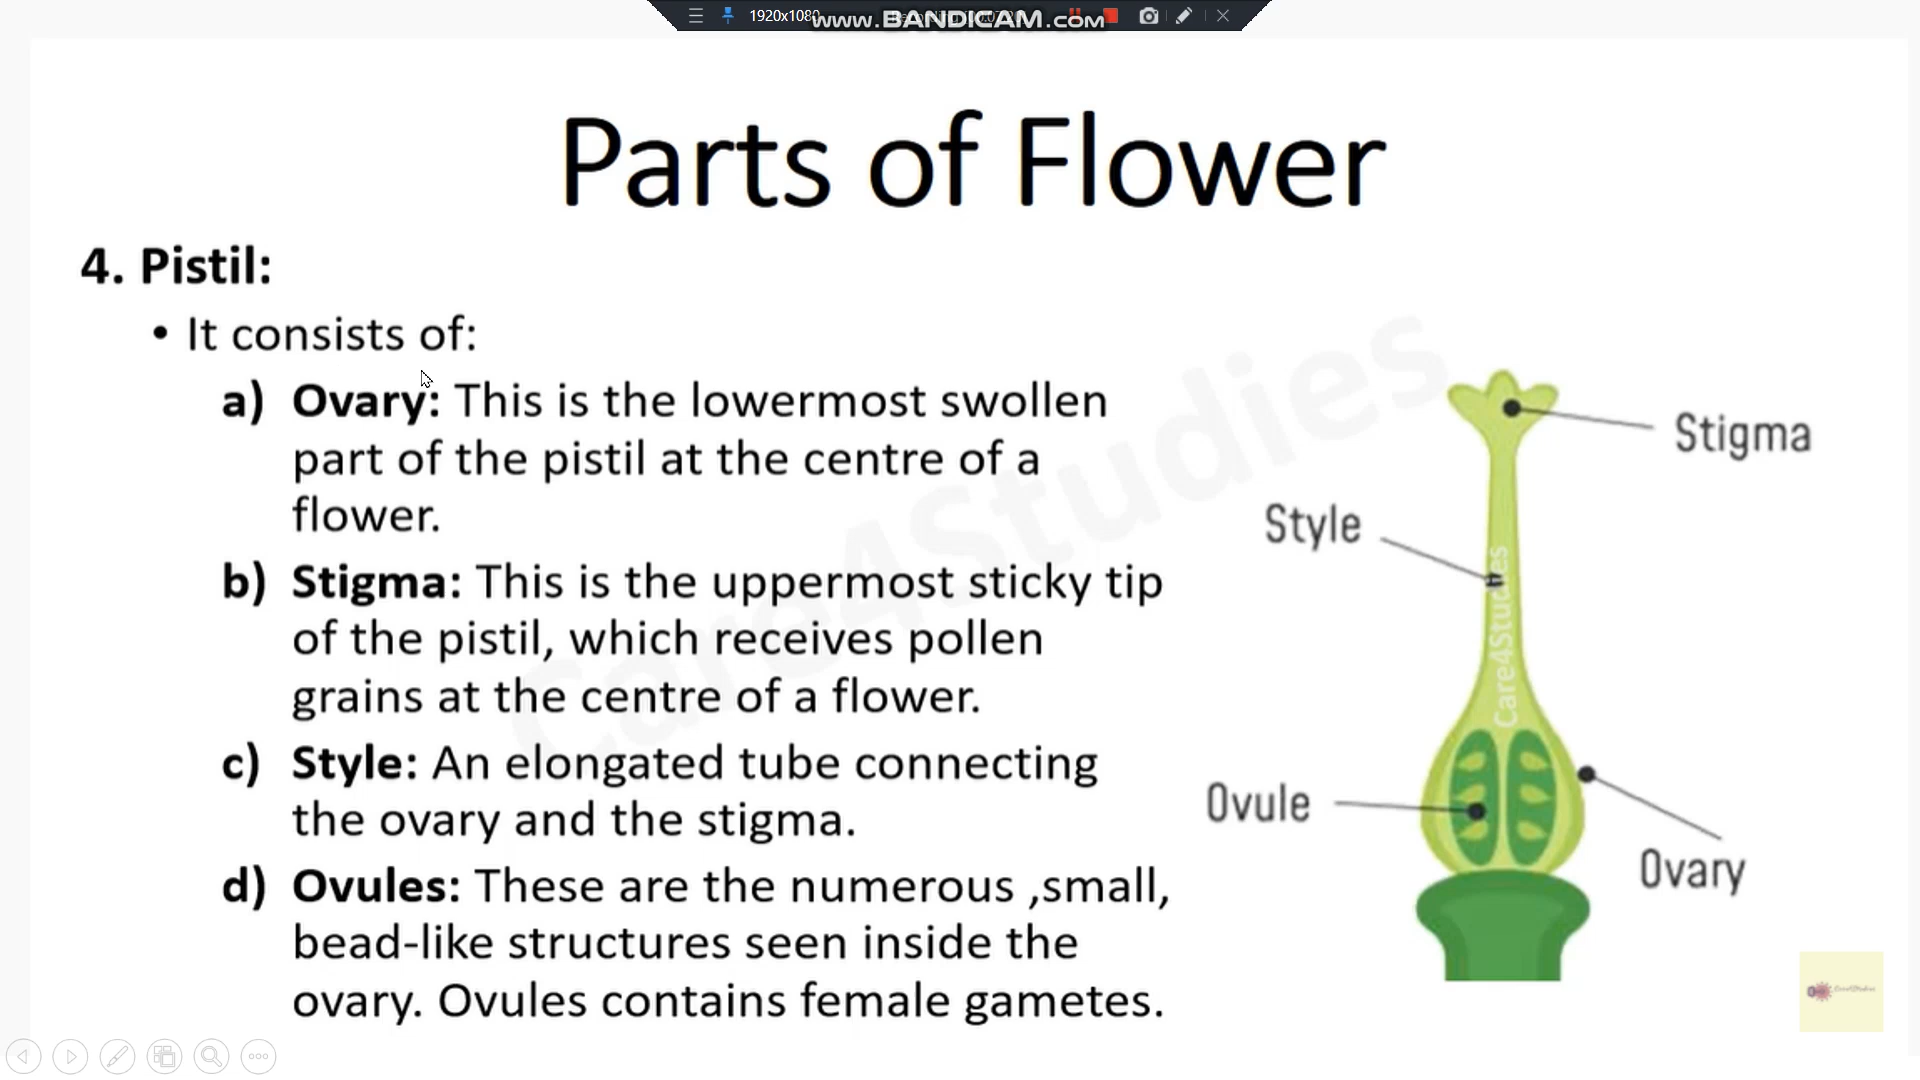 1920x1080
www.BANDICAM.com
Parts of Flower
4. Pistil:
• It consists of:
a) Ovary: This is the lowermost swollen
part of the pistil at the centre of a
flower.
b) Stigma: This is the uppermost sticky tip
of the pistil, which receives pollen
grains at the centre of a flower.
c) Style: An elongated tube connecting
the ovary and the stigma.
d) Ovules: These are the numerous ,small,
bead-like structures seen inside the
ovary. Ovules contains female gametes.
Stigma
Style
Ovule
Ovary
Care4Studies
Care4Studies